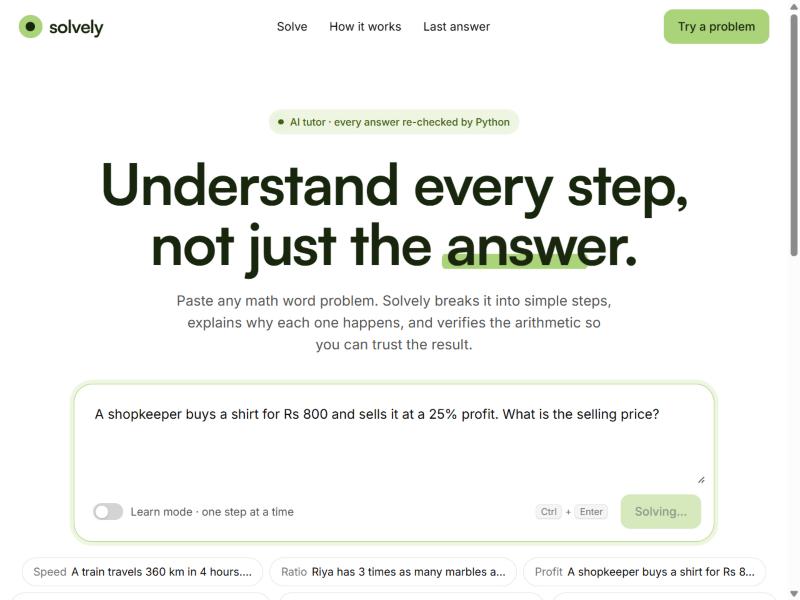 solvely
Solve
How it works
Last answer
Try a problem
AI tutor · every answer re-checked by Python
Understand every step,
not just the answer.
Paste any math word problem. Solvely breaks it into simple steps,
explains why each one happens, and verifies the arithmetic so
you can trust the result.
A shopkeeper buys a shirt for Rs 800 and sells it at a 25% profit. What is the selling price?
Learn mode · one step at a time
Ctrl + Enter
Solving...
Speed A train travels 360 km in 4 hours....
Ratio Riya has 3 times as many marbles a...
Profit A shopkeeper buys a shirt for Rs 8...